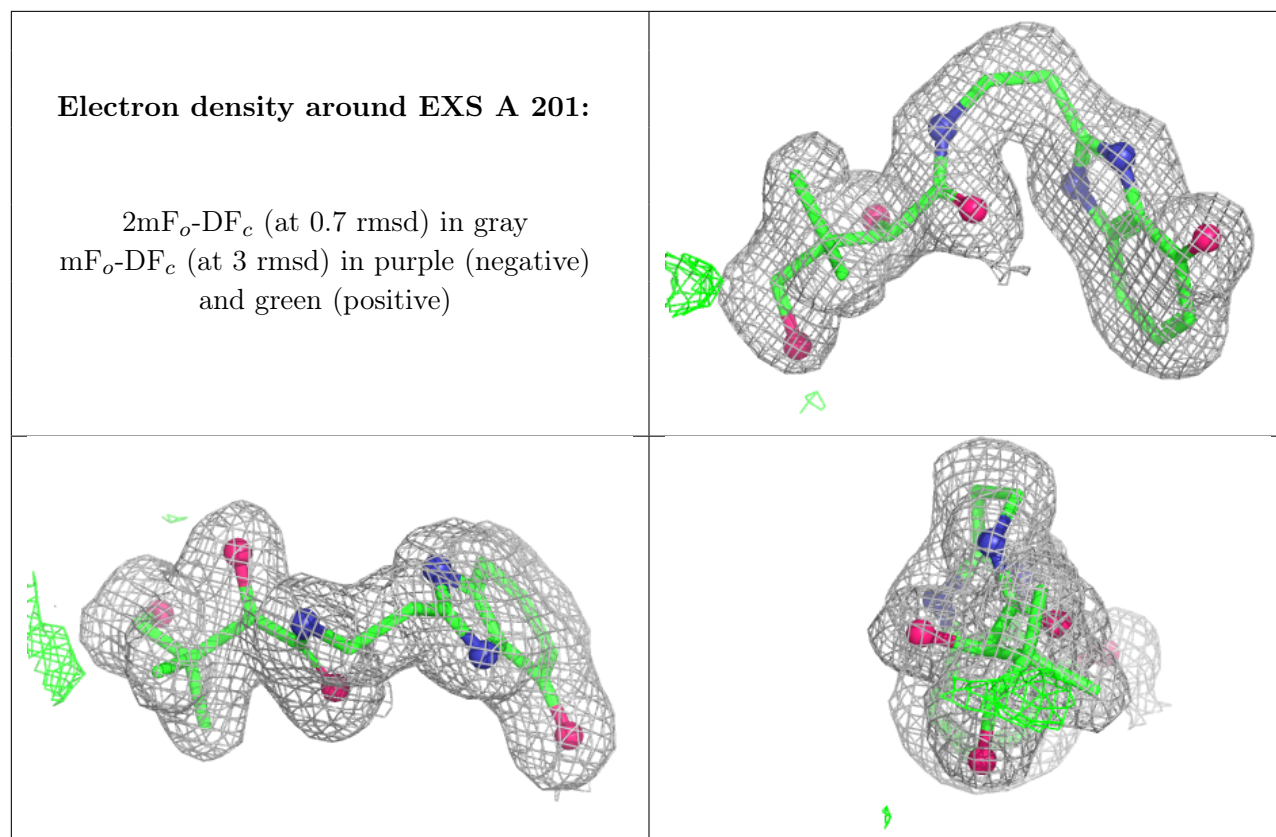 Electron density around EXS A 201:
2mFo-DFc (at 0.7 rmsd) in gray
mFo-DFc (at 3 rmsd) in purple (negative)
and green (positive)